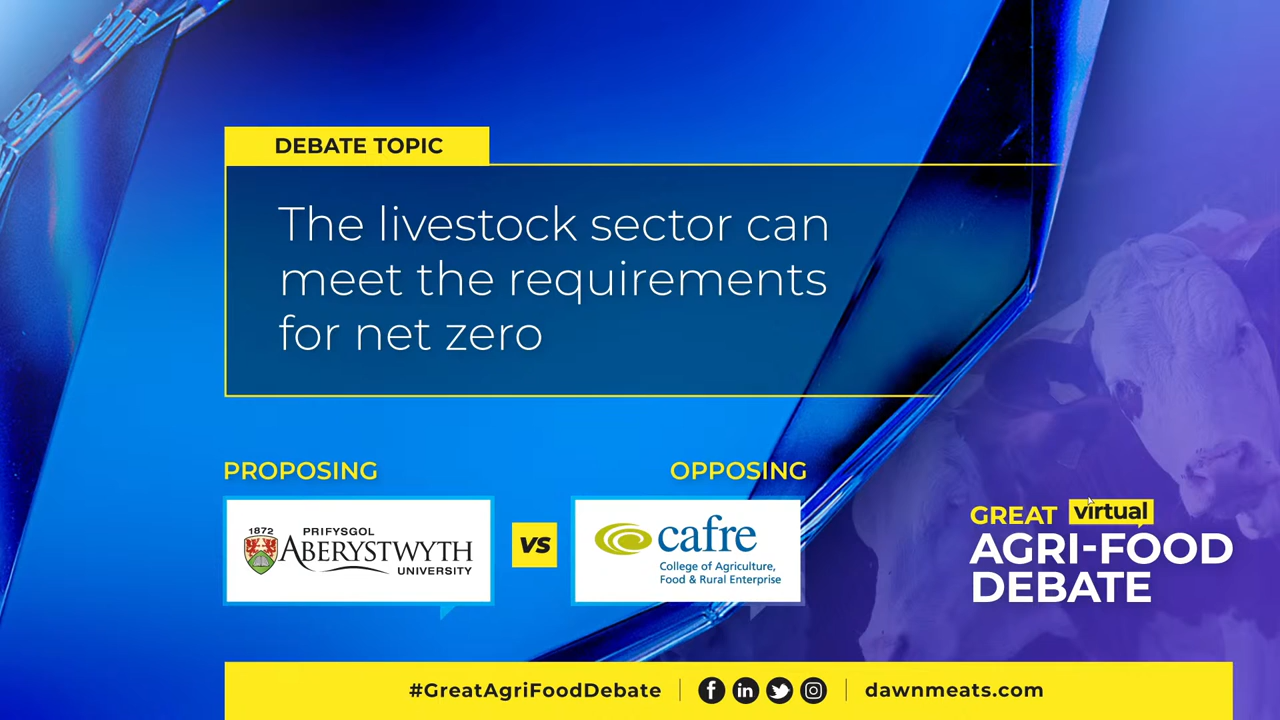 DEBATE TOPIC
The livestock sector can
meet the requirements
for net zero
PROPOSING
OPPOSING
1872
PRIFYSGOL
ABERYSTWYTH
UNIVERSITY
vs
cafre
College of Agriculture,
Food & Rural Enterprise
GREAT virtual
AGRI-FOOD
DEBATE
#GreatAgriFoodDebate
dawnmeats.com